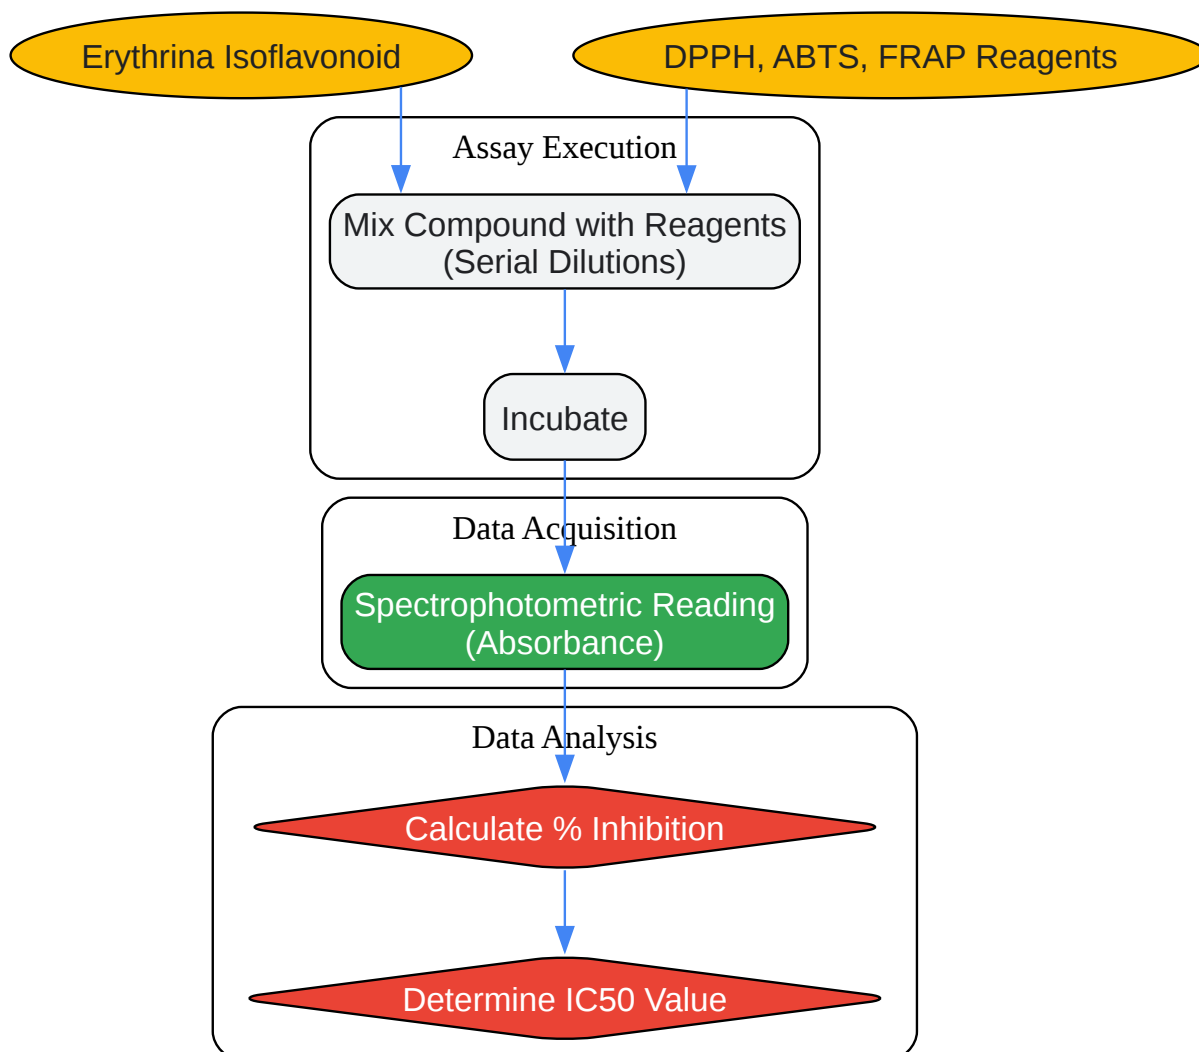 Erythrina Isoflavonoid
DPPH, ABTS, FRAP Reagents
Assay Execution
Mix Compound with Reagents
(Serial Dilutions)
Incubate
Data Acquisition
Spectrophotometric Reading
(Absorbance)
Data Analysis
Calculate % Inhibition
Determine IC50 Value